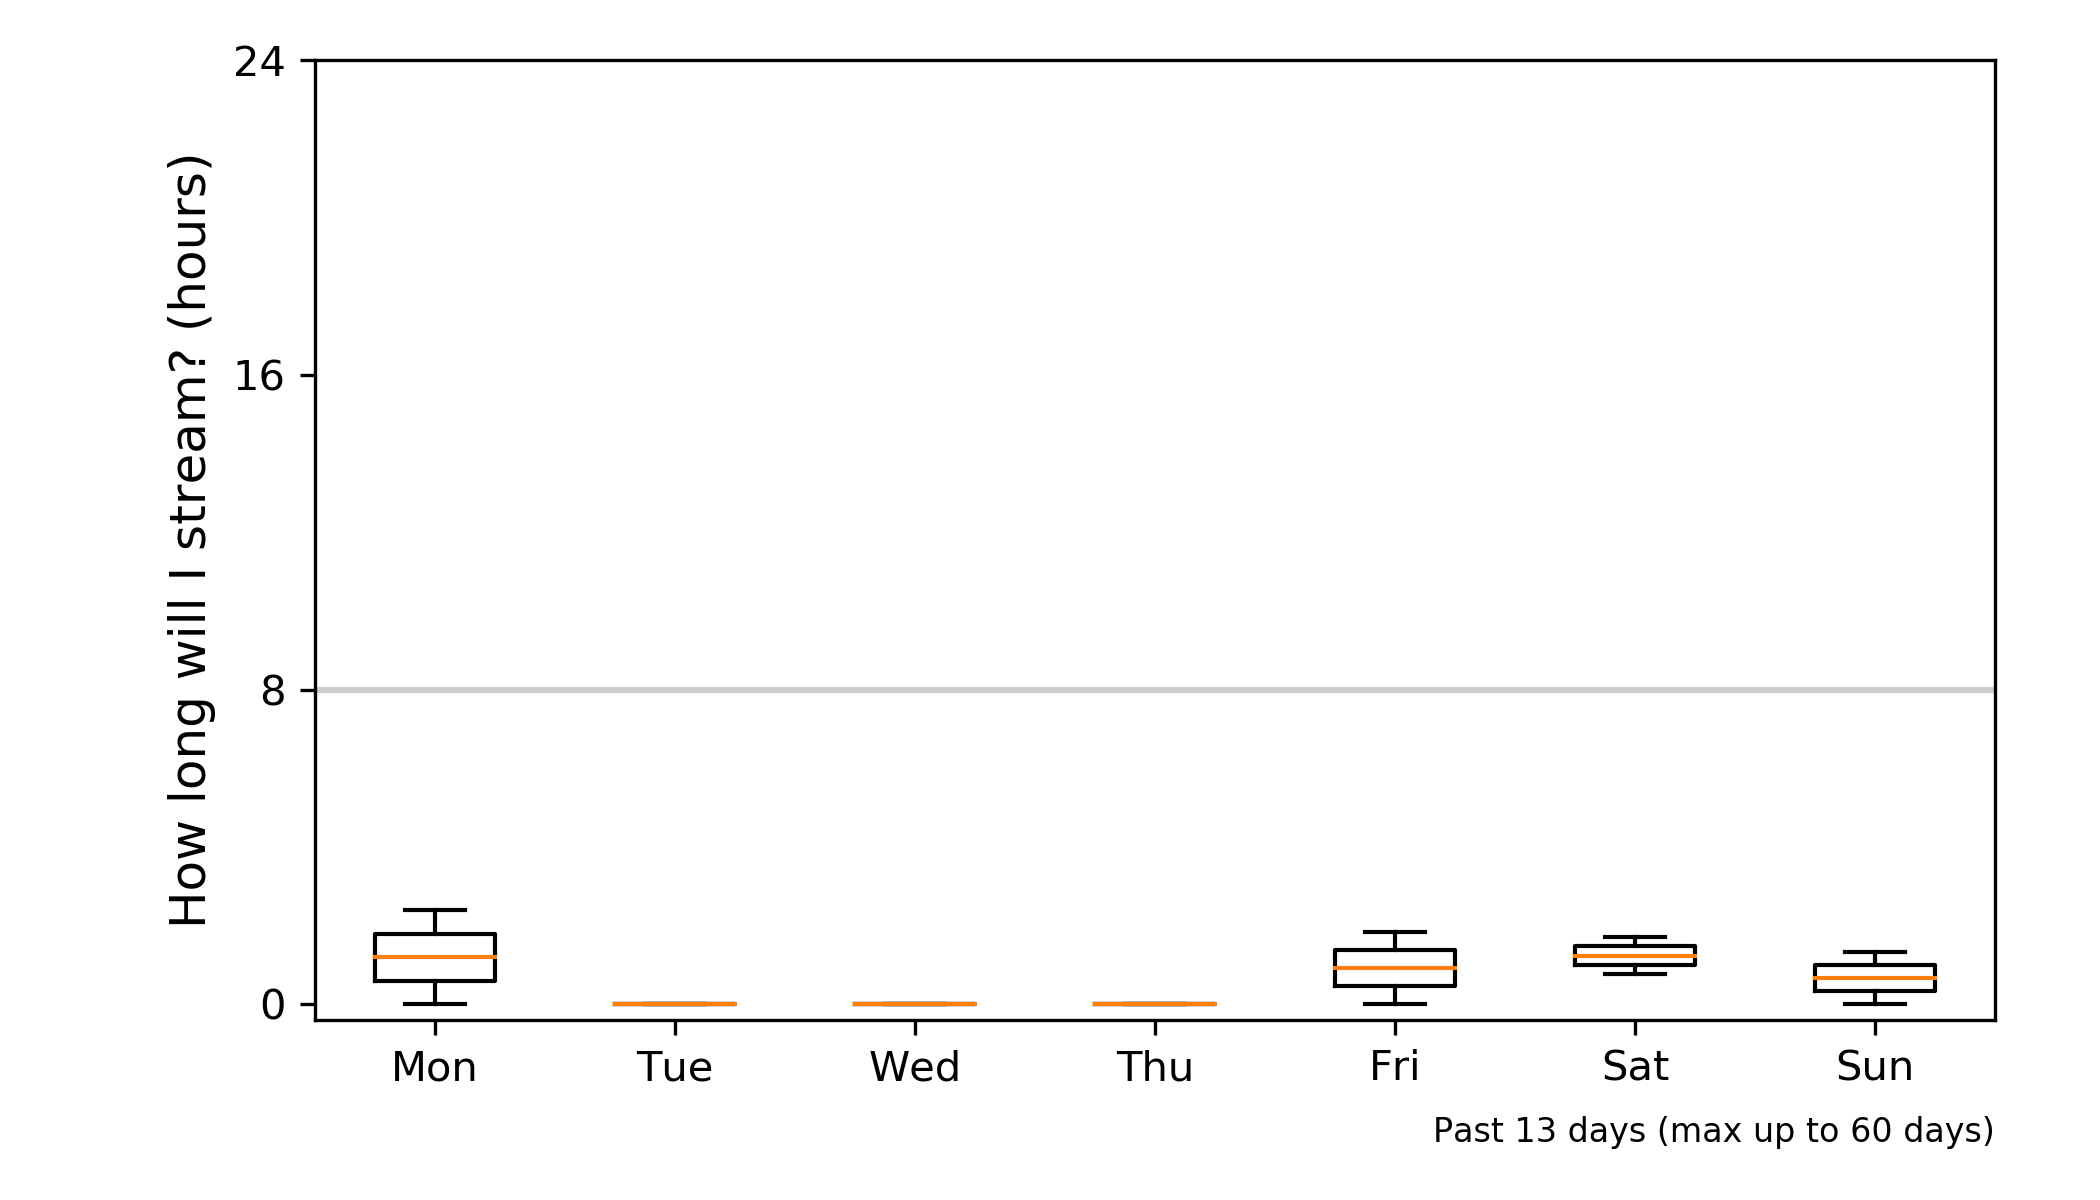 How long will I stream? (hours)
24
16
8
0
Mon Tue Wed Thu Fri Sat Sun
Past 13 days (max up to 60 days)